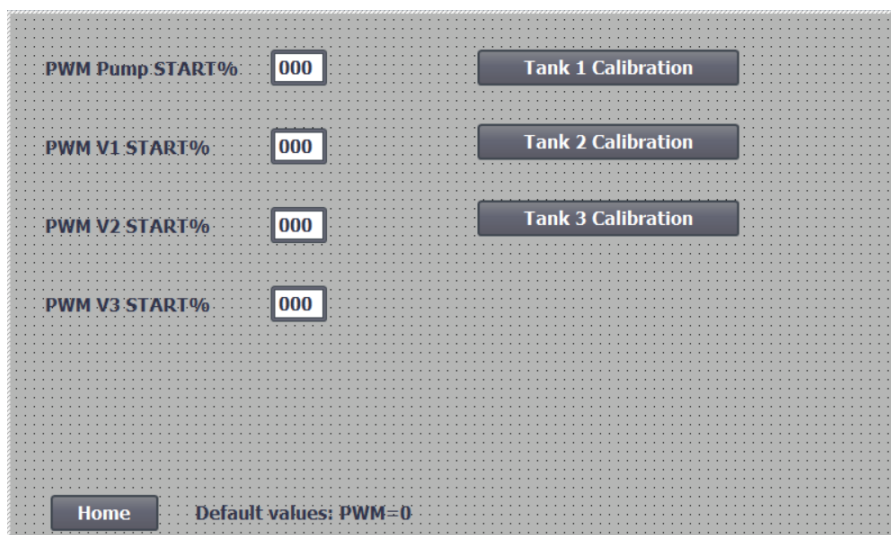 PWM Pump START% 000 Tank 1 Calibration
PWM V1 START% 000 Tank 2 Calibration
PWM V2 START% 000 Tank 3 Calibration
PWM V3 START% 000
Home Default values: PWM=0